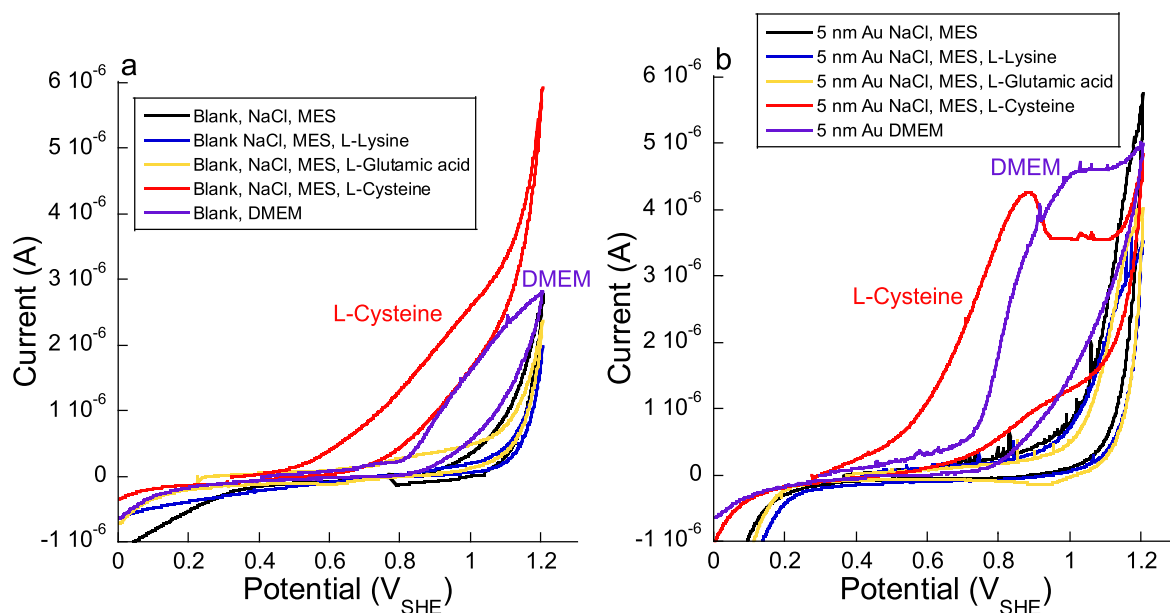 a
6 10⁻⁶
5 10⁻⁶
4 10⁻⁶
3 10⁻⁶
2 10⁻⁶
1 10⁻⁶
0
-1 10⁻⁶
Current (A)
Blank, NaCl, MES
Blank NaCl, MES, L-Lysine
Blank, NaCl, MES, L-Glutamic acid
Blank, NaCl, MES, L-Cysteine
Blank, DMEM
L-Cysteine
DMEM
0 0.2 0.4 0.6 0.8 1 1.2
Potential (V_SHE)
b
6 10⁻⁶
5 10⁻⁶
4 10⁻⁶
3 10⁻⁶
2 10⁻⁶
1 10⁻⁶
0
-1 10⁻⁶
Current (A)
5 nm Au NaCl, MES
5 nm Au NaCl, MES, L-Lysine
5 nm Au NaCl, MES, L-Glutamic acid
5 nm Au NaCl, MES, L-Cysteine
5 nm Au DMEM
DMEM
L-Cysteine
0 0.2 0.4 0.6 0.8 1 1.2
Potential (V_SHE)